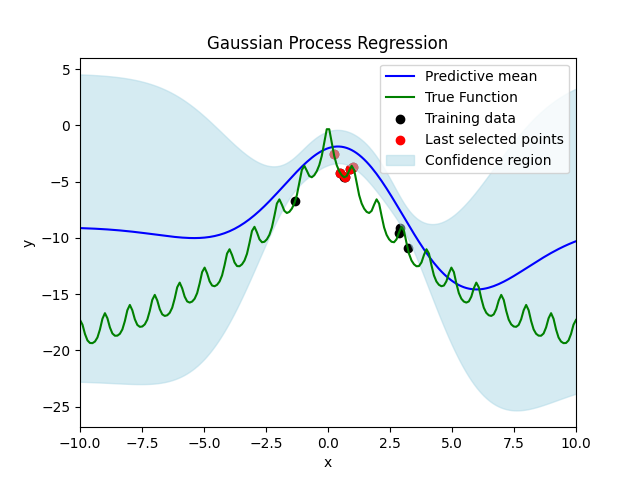 Gaussian Process Regression
Predictive mean
True Function
Training data
Last selected points
Confidence region
y
5
0
−5
−10
−15
−20
−25
−10.0 −7.5 −5.0 −2.5 0.0 2.5 5.0 7.5 10.0
x